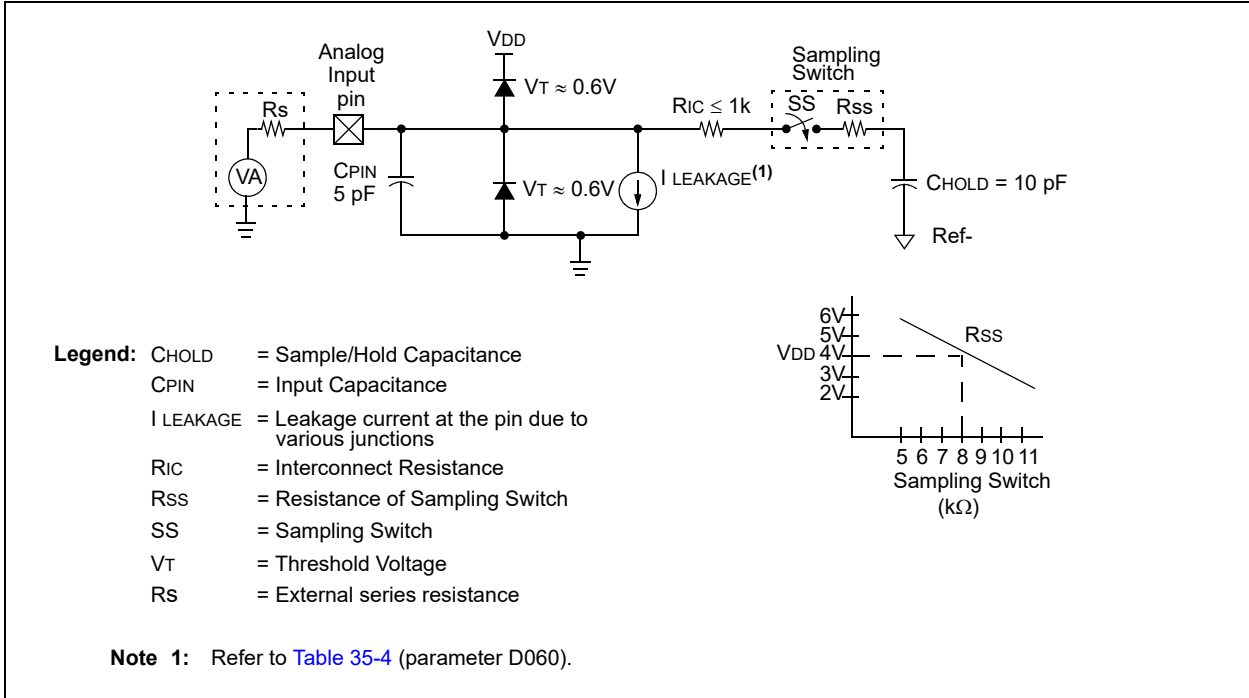 VDD
Analog
Input
pin
Sampling
Switch
VT ≈ 0.6V
Rs
RIC ≤ 1k
SS
Rss
VA
CPIN
5 pF
VT ≈ 0.6V
I LEAKAGE(1)
CHOLD = 10 pF
Ref-
6V
5V
VDD 4V
3V
2V
RSS
5 6 7 8 9 10 11
Sampling Switch
(kΩ)
Legend: CHOLD = Sample/Hold Capacitance
CPIN = Input Capacitance
I LEAKAGE = Leakage current at the pin due to
various junctions
RIC = Interconnect Resistance
RSS = Resistance of Sampling Switch
SS = Sampling Switch
VT = Threshold Voltage
Rs = External series resistance
Note 1: Refer to Table 35-4 (parameter D060).